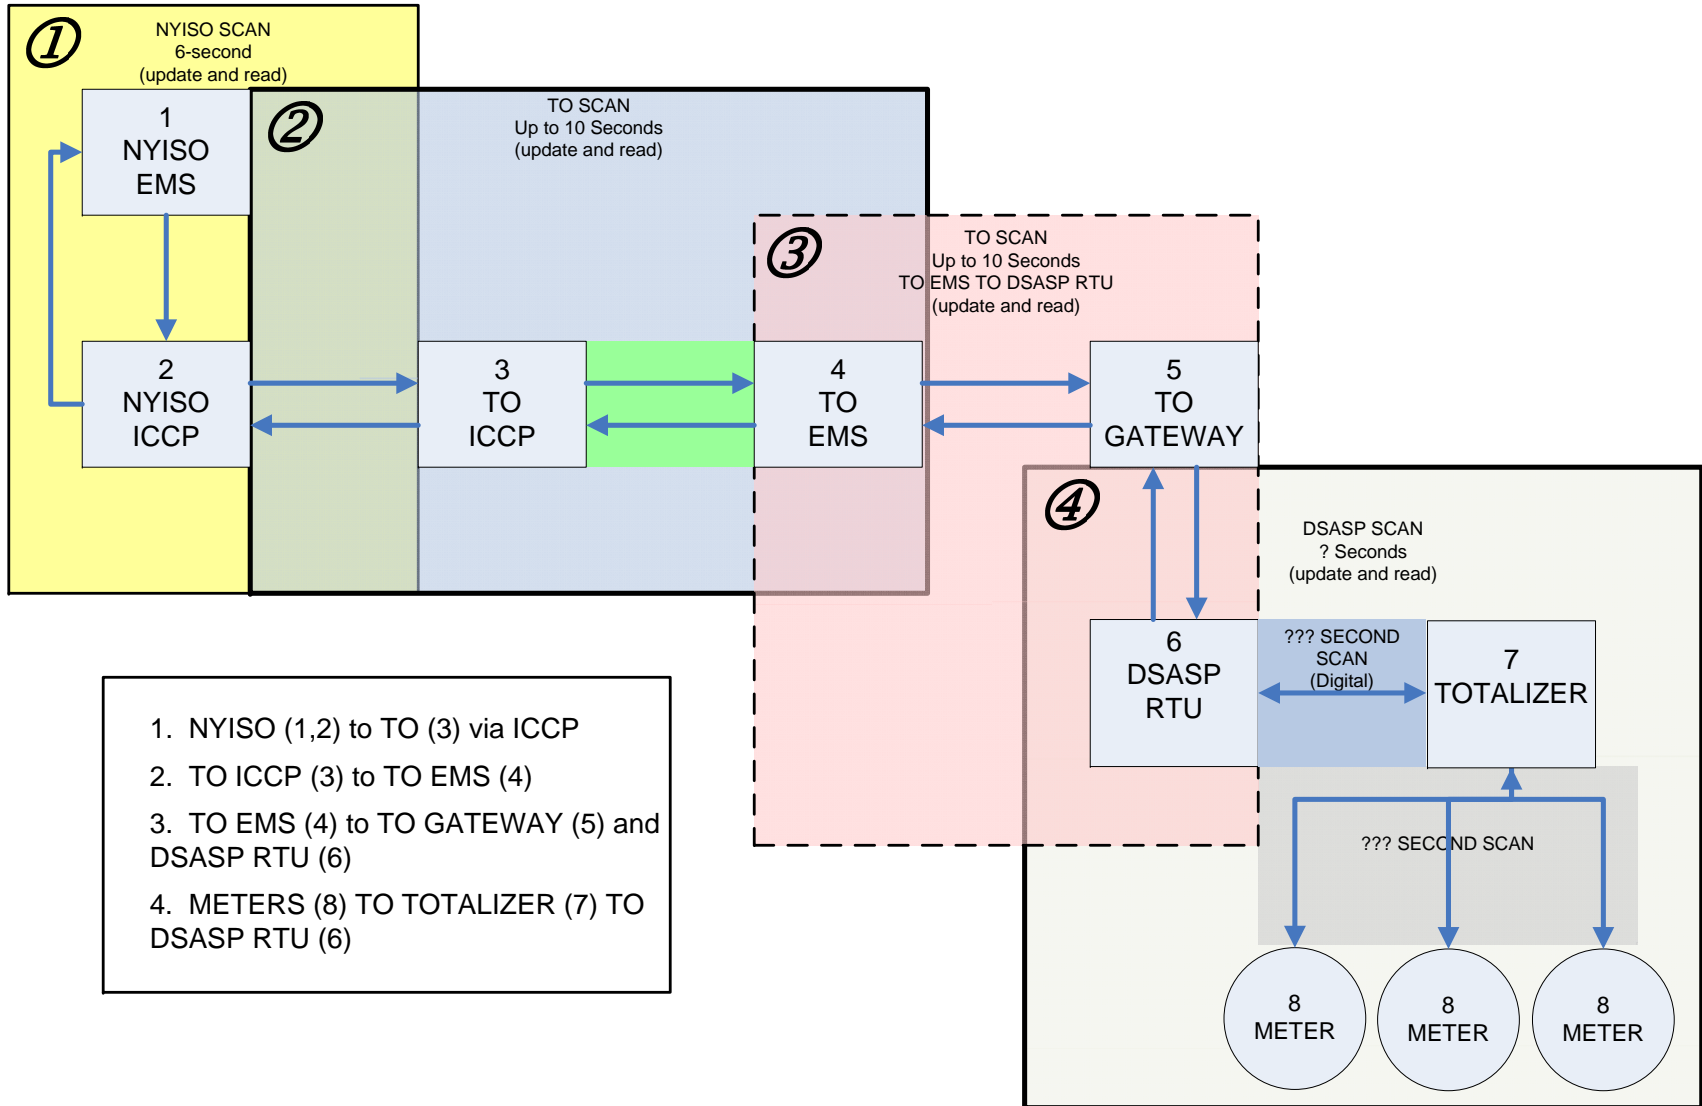 ①
NYISO SCAN
6-second
(update and read)
1
NYISO
EMS
②
TO SCAN
Up to 10 Seconds
(update and read)
③
TO SCAN
Up to 10 Seconds
TO EMS TO DSASP RTU
(update and read)
2
NYISO
ICCP
3
TO
ICCP
4
TO
EMS
5
TO
GATEWAY
④
DSASP SCAN
? Seconds
(update and read)
6
DSASP
RTU
??? SECOND
SCAN
(Digital)
7
TOTALIZER
??? SECOND SCAN
8
METER
8
METER
8
METER
1. NYISO (1,2) to TO (3) via ICCP
2. TO ICCP (3) to TO EMS (4)
3. TO EMS (4) to TO GATEWAY (5) and
DSASP RTU (6)
4. METERS (8) TO TOTALIZER (7) TO
DSASP RTU (6)